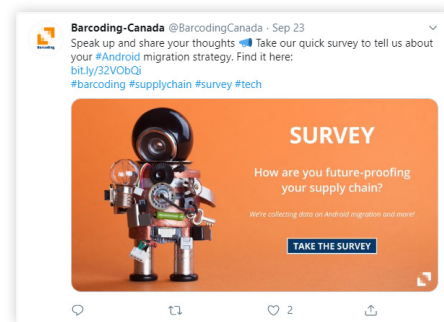 Barcoding-Canada @BarcodingCanada · Sep 23
Speak up and share your thoughts 📣 Take our quick survey to tell us about
your #Android migration strategy. Find it here:
bit.ly/32VObQi
#barcoding #supplychain #survey #tech
Barcoding
SURVEY
How are you future-proofing
your supply chain?
We're collecting data on Android migration and more!
TAKE THE SURVEY
2